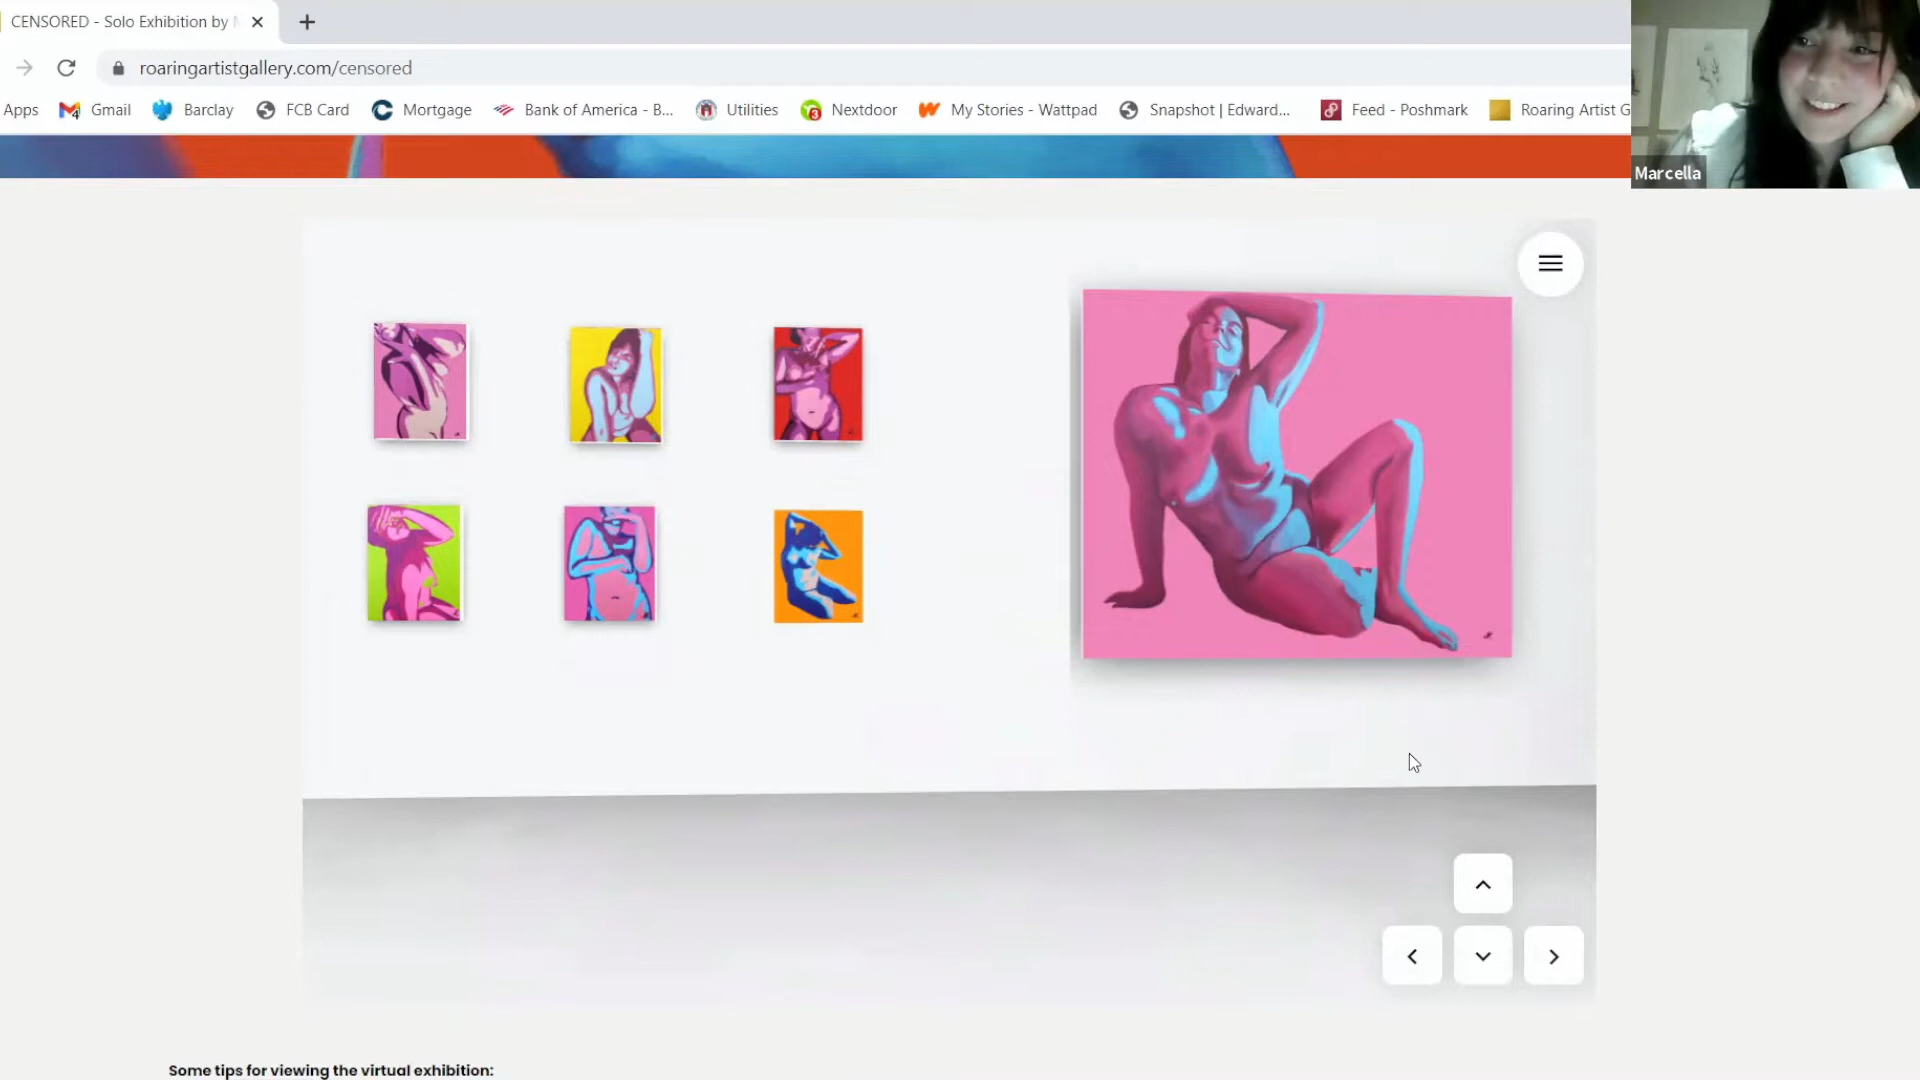 CENSORED - Solo Exhibition by M
roaringartistgallery.com/censored
Apps Gmail Barclay FCB Card Mortgage Bank of America - B... Utilities 3 Nextdoor My Stories - Wattpad Snapshot | Edward... Feed - Poshmark Roaring Artist G
Marcella
Some tips for viewing the virtual exhibition: